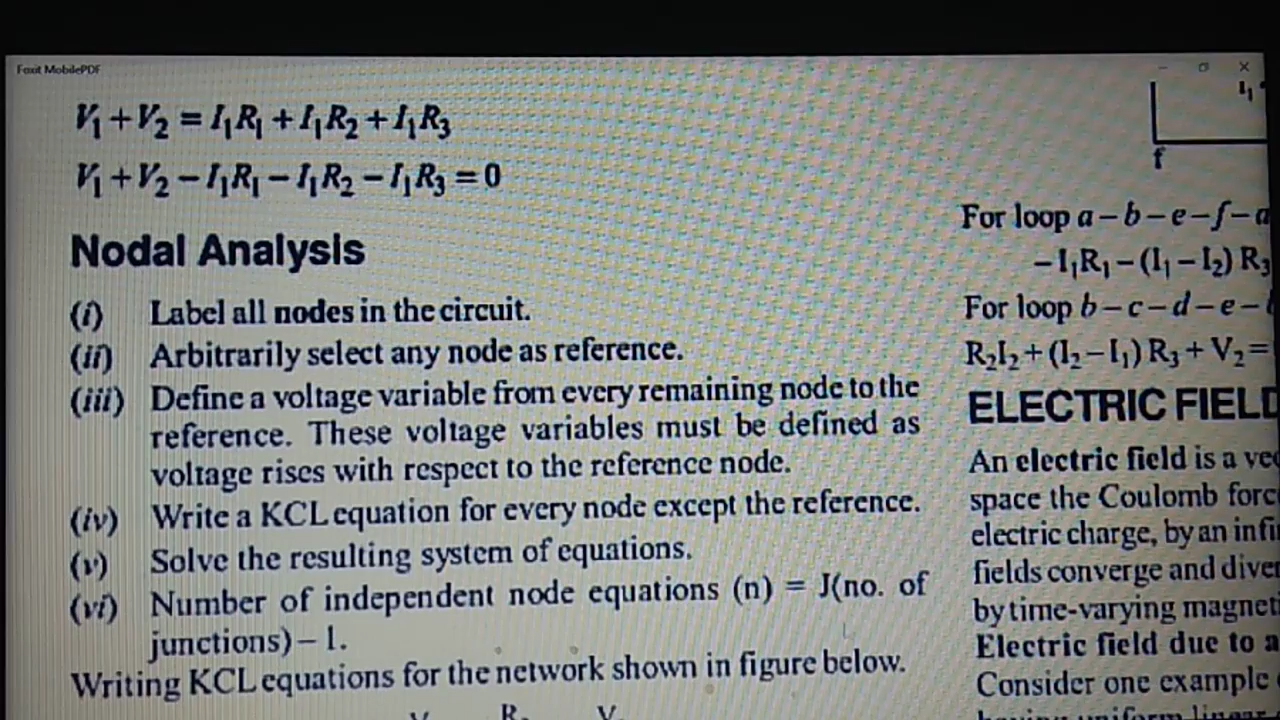 Foxit MobilePDF
V₁ + V₂ = I₁R₁ + I₁R₂ + I₁R₃
V₁ + V₂ − I₁R₁ − I₁R₂ − I₁R₃ = 0
Nodal Analysis
(i) Label all nodes in the circuit.
(ii) Arbitrarily select any node as reference.
(iii) Define a voltage variable from every remaining node to the
reference. These voltage variables must be defined as
voltage rises with respect to the reference node.
(iv) Write a KCL equation for every node except the reference.
(v) Solve the resulting system of equations.
(vi) Number of independent node equations (n) = J(no. of
junctions) – 1.
Writing KCL equations for the network shown in figure below.
I₁
f
For loop a – b – e – f – a
– I₁R₁ – (I₁ – I₂) R₃
For loop b – c – d – e –
R₂I₂ + (I₂ – I₁) R₃ + V₂ =
ELECTRIC FIELD
An electric field is a
space the Coulomb
electric charge, by an
fields converge and
by time-varying
Electric field due to a
Consider one example
having uniform linear